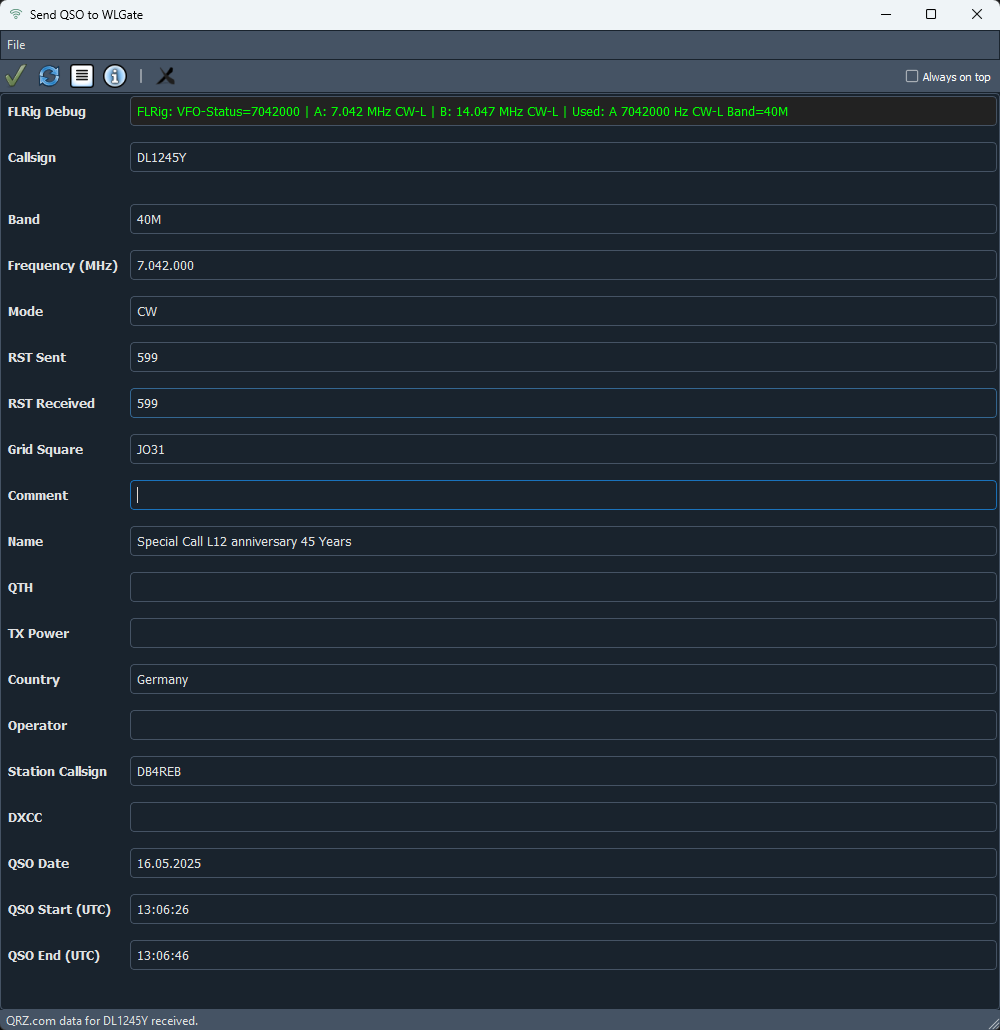 Send QSO to WLGate
File
Always on top
FLRig Debug FLRig: VFO-Status=7042000 | A: 7.042 MHz CW-L | B: 14.047 MHz CW-L | Used: A 7042000 Hz CW-L Band=40M
Callsign DL1245Y
Band 40M
Frequency (MHz) 7.042.000
Mode CW
RST Sent 599
RST Received 599
Grid Square JO31
Comment
Name Special Call L12 anniversary 45 Years
QTH
TX Power
Country Germany
Operator
Station Callsign DB4REB
DXCC
QSO Date 16.05.2025
QSO Start (UTC) 13:06:26
QSO End (UTC) 13:06:46
QRZ.com data for DL1245Y received.